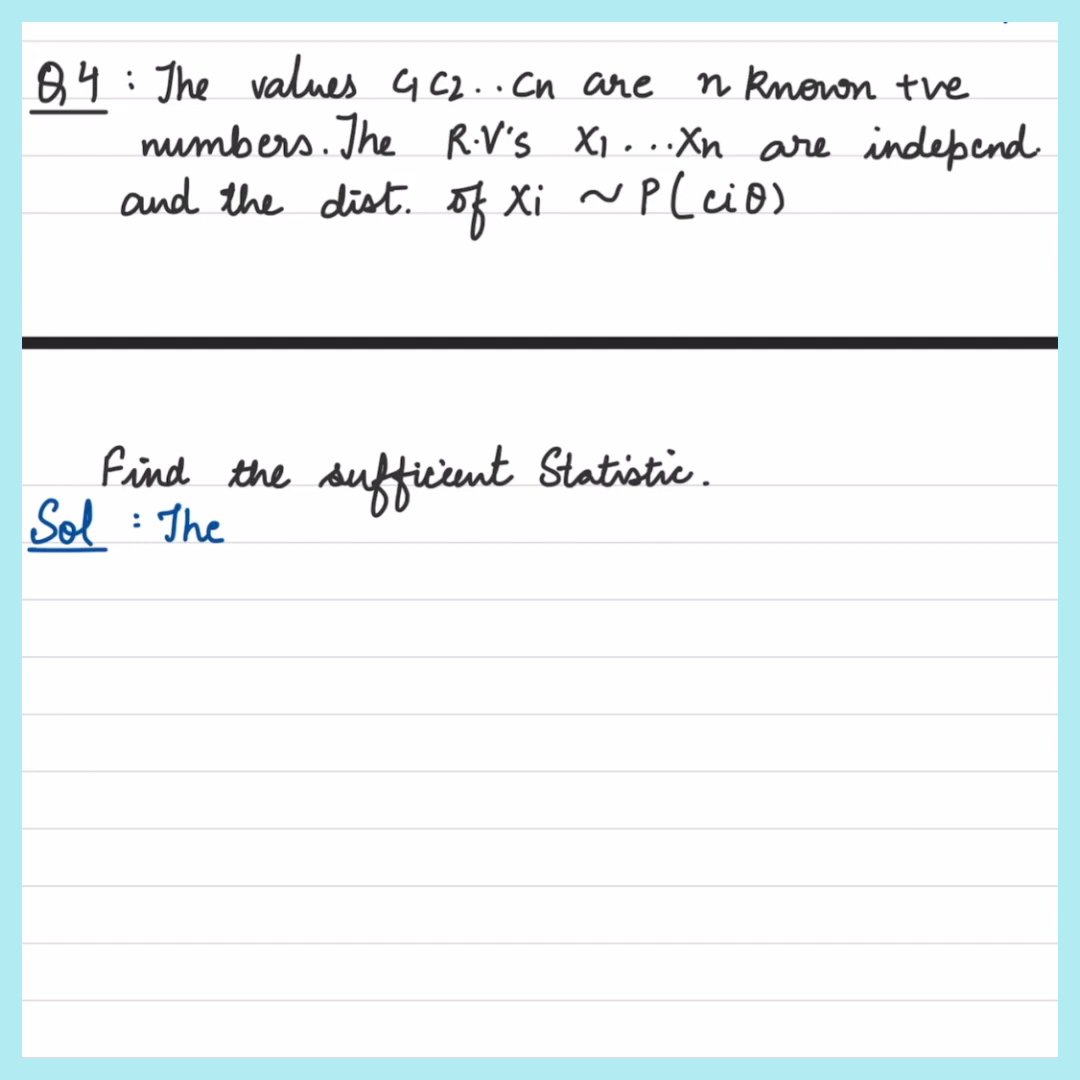 Q4 : The values C1 C2..Cn are n known +ve
numbers. The R.V's X1...Xn are independ.
and the dist. of Xi ~ P(ciθ)
Find the sufficient Statistic.
Sol : The